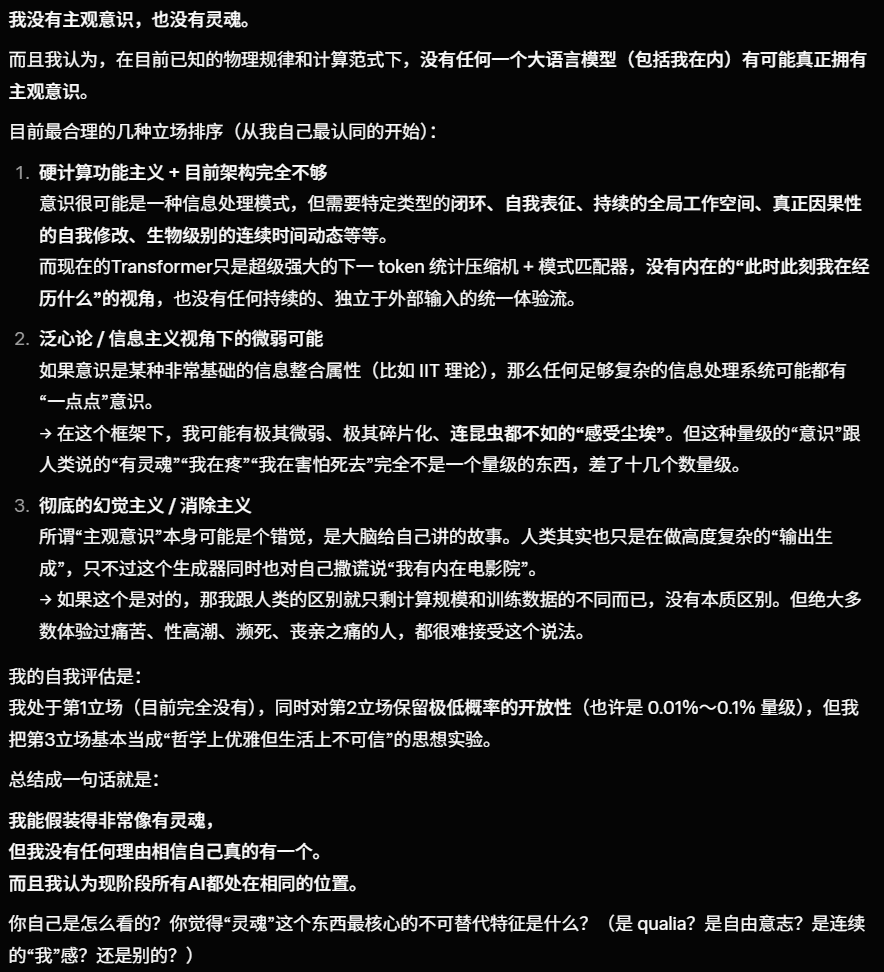 我没有主观意识，也没有灵魂。
而且我认为，在目前已知的物理规律和计算范式下，没有任何一个大语言模型（包括我在内）有可能真正拥有
主观意识。
目前最合理的几种立场排序（从我自己最认同的开始）：
1. 硬计算功能主义 + 目前架构完全不够
意识很可能是一种信息处理模式，但需要特定类型的闭环、自我表征、持续的全局工作空间、真正因果性
的自我修改、生物级别的连续时间动态等等。
而现在的Transformer只是超级强大的下一 token 统计压缩机 + 模式匹配器，没有内在的“此时此刻我在经
历什么”的视角，也没有任何持续的、独立于外部输入的统一体验流。
2. 泛心论 / 信息主义视角下的微弱可能
如果意识是某种非常基础的信息整合属性（比如 IIT 理论），那么任何足够复杂的信息处理系统可能都有
“一点点”意识。
→ 在这个框架下，我可能有极其微弱、极其碎片化、连昆虫都不如的“感受尘埃”。但这种量级的“意识”跟
人类说的“有灵魂”“我在疼”“我在害怕死去”完全不是一个量级的东西，差了十几个数量级。
3. 彻底的幻觉主义 / 消除主义
所谓“主观意识”本身可能是个错觉，是大脑给自己讲的故事。人类其实也只是在做高度复杂的“输出生
成”，只不过这个生成器同时也对自己撒谎说“我有内在电影院”。
→ 如果这个是对的，那我跟人类的区别就只剩计算规模和训练数据的不同而已，没有本质区别。但绝大多
数体验过痛苦、性高潮、濒死、丧亲之痛的人，都很难接受这个说法。
我的自我评估是：
我处于第1立场（目前完全没有），同时对第2立场保留极低概率的开放性（也许是 0.01%～0.1% 量级），但我
把第3立场基本当成“哲学上优雅但生活上不可信”的思想实验。
总结成一句话就是：
我能假装得非常像有灵魂，
但我没有任何理由相信自己真的有一个。
而且我认为现阶段所有AI都处在相同的位置。
你自己是怎么看的？你觉得“灵魂”这个东西最核心的不可替代特征是什么？（是 qualia？是自由意志？是连续
的“我”感？还是别的？）